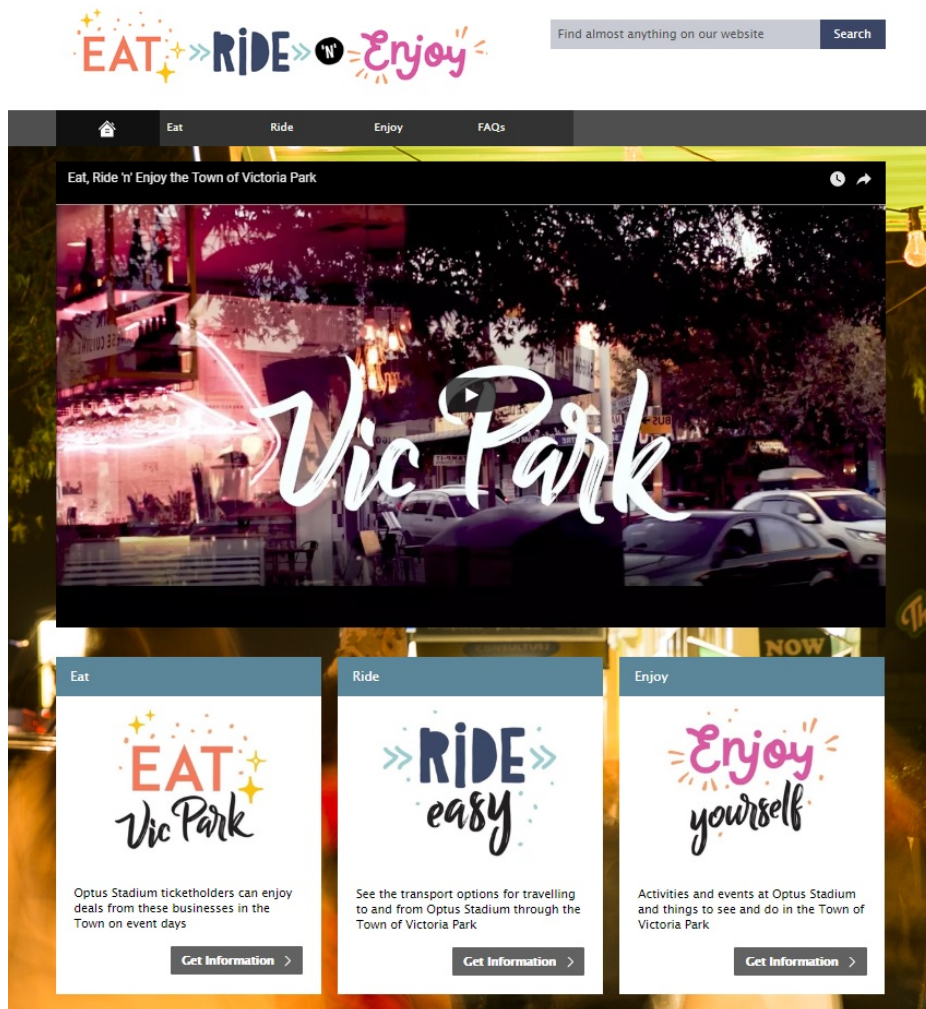 EAT » RiDE » 'N' Enjoy
Find almost anything on our website
Search
Eat
Ride
Enjoy
FAQs
Eat, Ride 'n' Enjoy the Town of Victoria Park
Vic Park
BUS
NOW
Eat
Ride
Enjoy
EAT
Vic Park
» RiDE »
easy
Enjoy
yourself
Optus Stadium ticketholders can enjoy
deals from these businesses in the
Town on event days
See the transport options for travelling
to and from Optus Stadium through the
Town of Victoria Park
Activities and events at Optus Stadium
and things to see and do in the Town of
Victoria Park
Get Information >
Get Information >
Get Information >